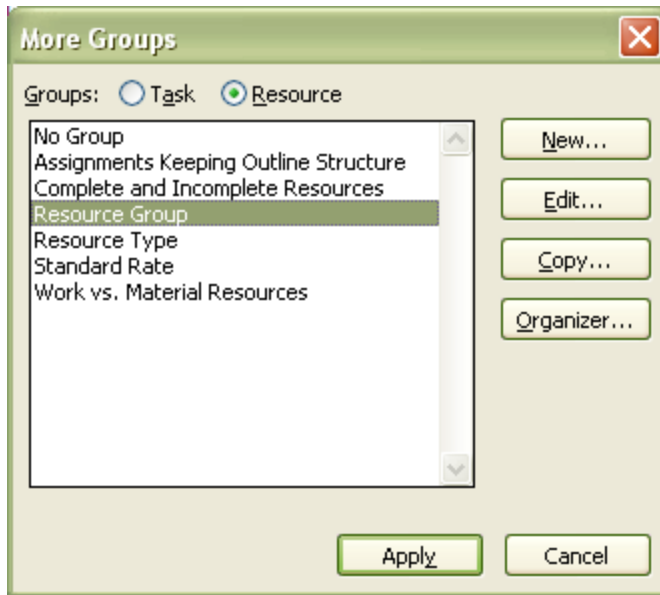 More Groups
Groups: Task Resource
No Group
Assignments Keeping Outline Structure
Complete and Incomplete Resources
Resource Group
Resource Type
Standard Rate
Work vs. Material Resources
New...
Edit...
Copy...
Organizer...
Apply Cancel